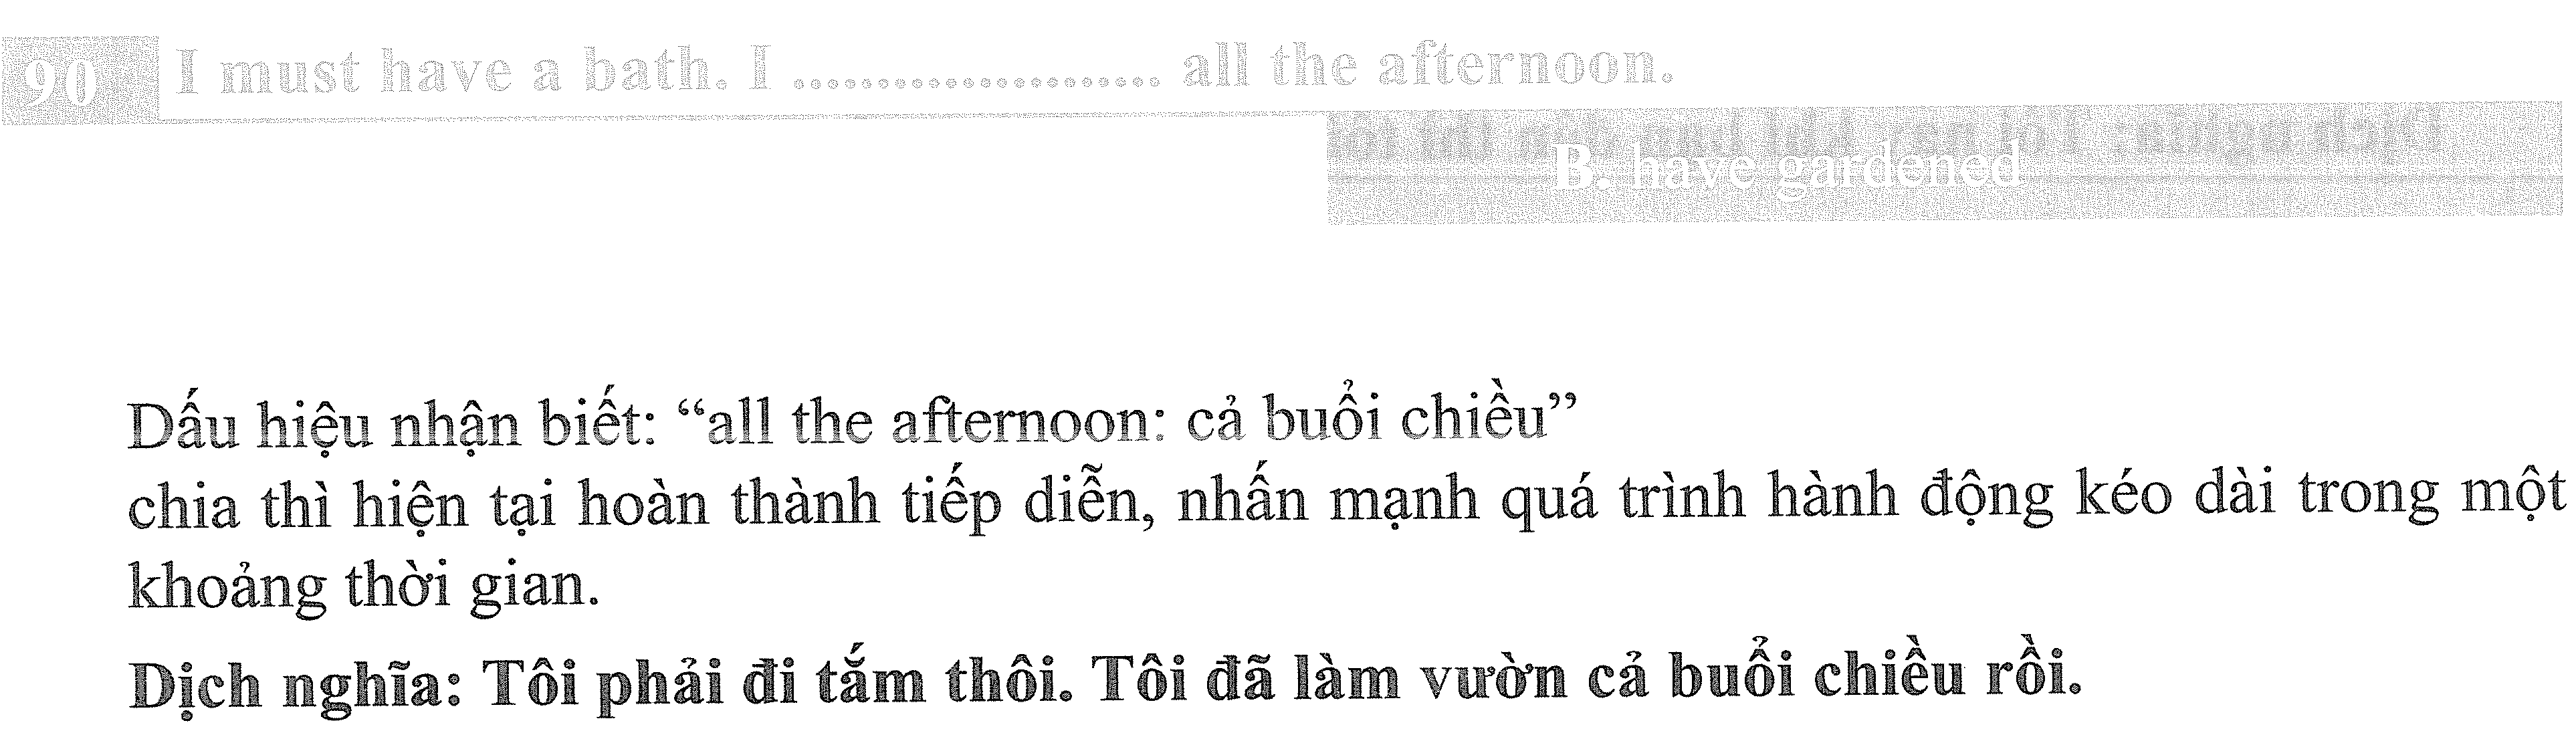 90 I must have a bath. I ...................... all the afternoon.
B. have gardened
Dấu hiệu nhận biết: “all the afternoon: cả buổi chiều”
chia thì hiện tại hoàn thành tiếp diễn, nhấn mạnh quá trình hành động kéo dài trong một
khoảng thời gian.
Dịch nghĩa: Tôi phải đi tắm thôi. Tôi đã làm vườn cả buổi chiều rồi.